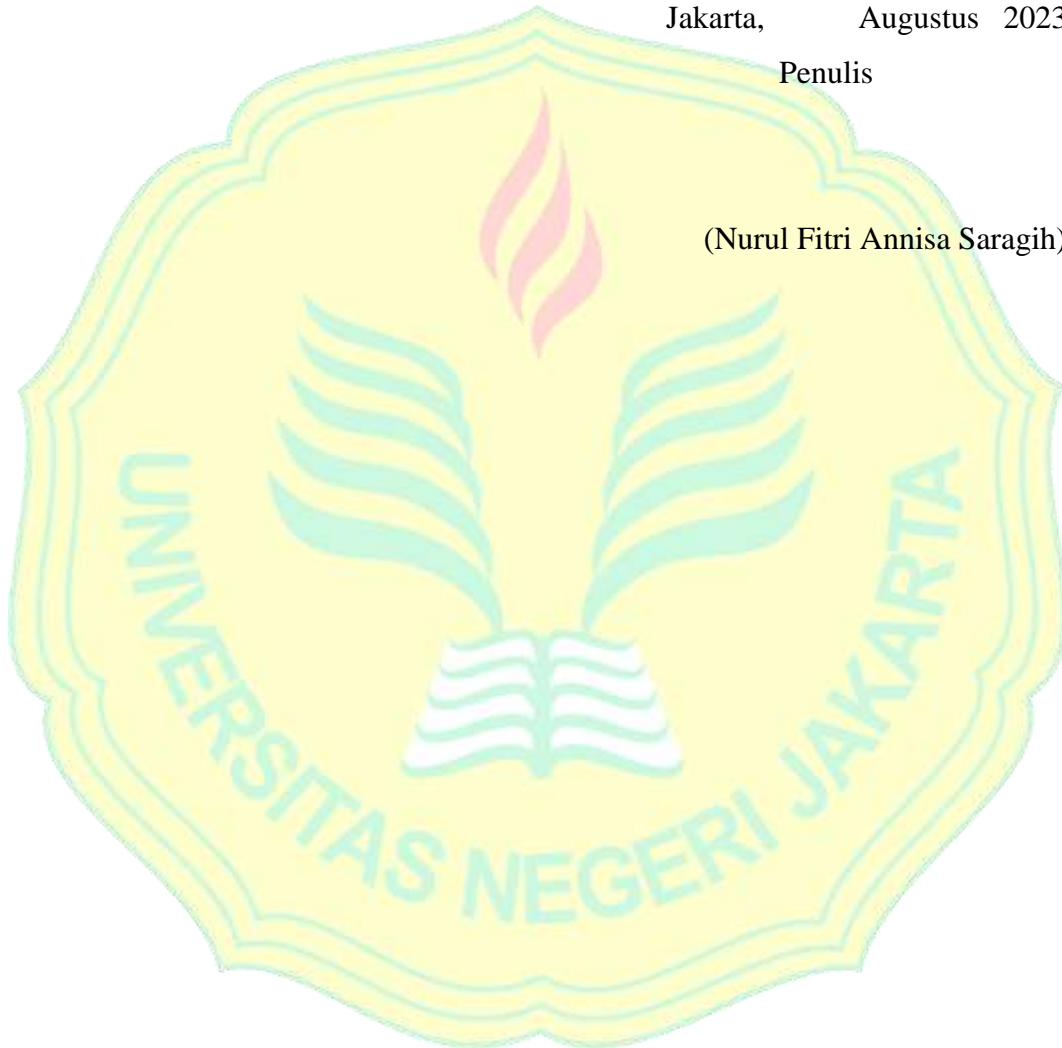 Jakarta, Augustus 2023
Penulis
(Nurul Fitri Annisa Saragih)
UNIVERSITAS NEGERI JAKARTA